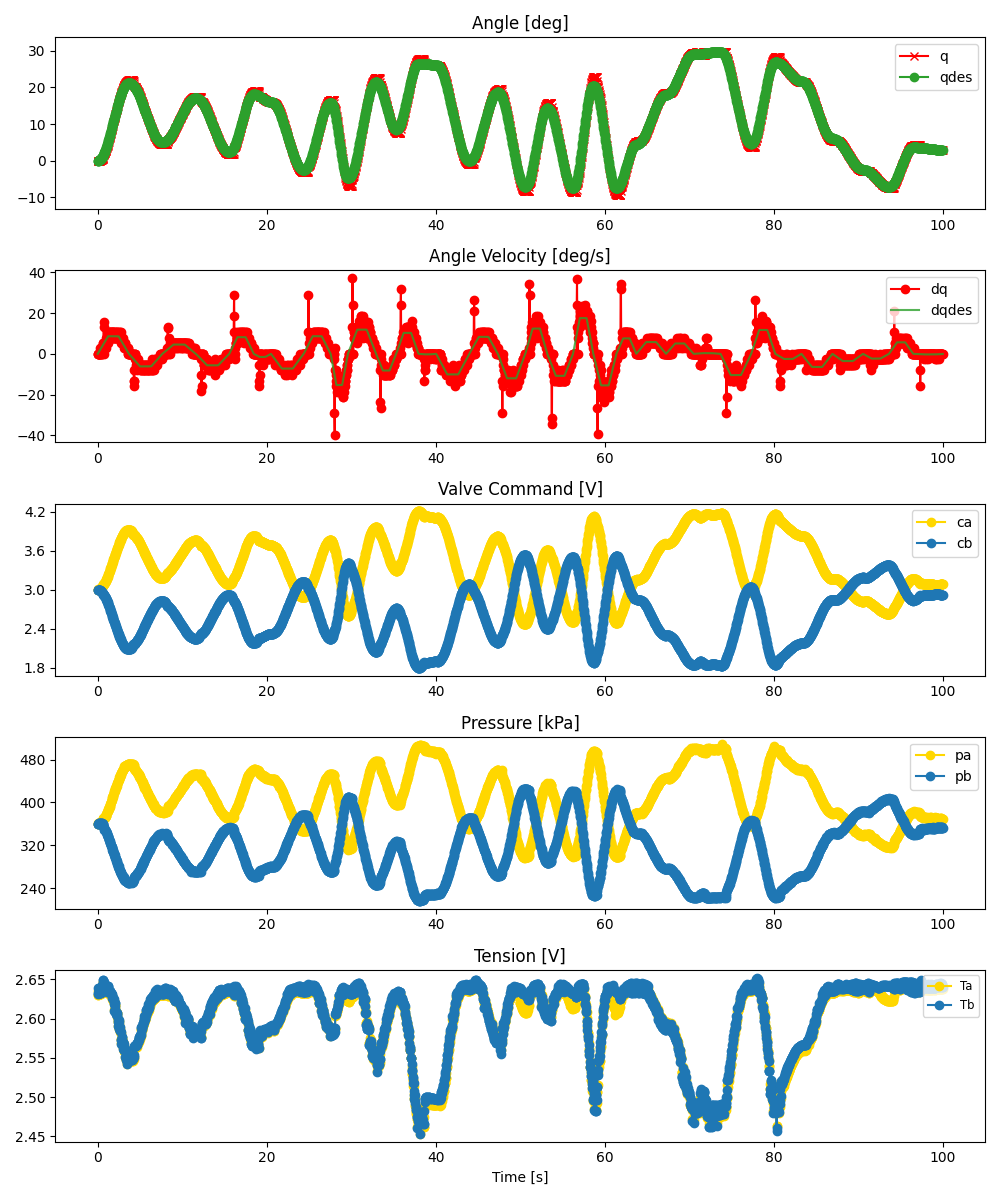 Angle [deg]
30
20
10
0
−10
q
qdes
0 20 40 60 80 100
Angle Velocity [deg/s]
40
20
0
−20
−40
dq
dqdes
0 20 40 60 80 100
Valve Command [V]
4.2
3.6
3.0
2.4
1.8
ca
cb
0 20 40 60 80 100
Pressure [kPa]
480
400
320
240
pa
pb
0 20 40 60 80 100
Tension [V]
2.65
2.60
2.55
2.50
2.45
Ta
Tb
0 20 40 60 80 100
Time [s]